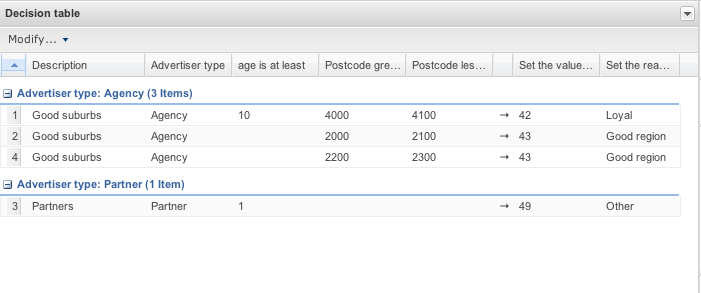 Decision table
Modify...
Description Advertiser type age is at least Postcode gre... Postcode les... Set the value... Set the rea...
Advertiser type: Agency (3 Items)
1 Good suburbs Agency 10 4000 4100 → 42 Loyal
2 Good suburbs Agency 2000 2100 → 43 Good region
4 Good suburbs Agency 2200 2300 → 43 Good region
Advertiser type: Partner (1 Item)
3 Partners Partner 1 → 49 Other